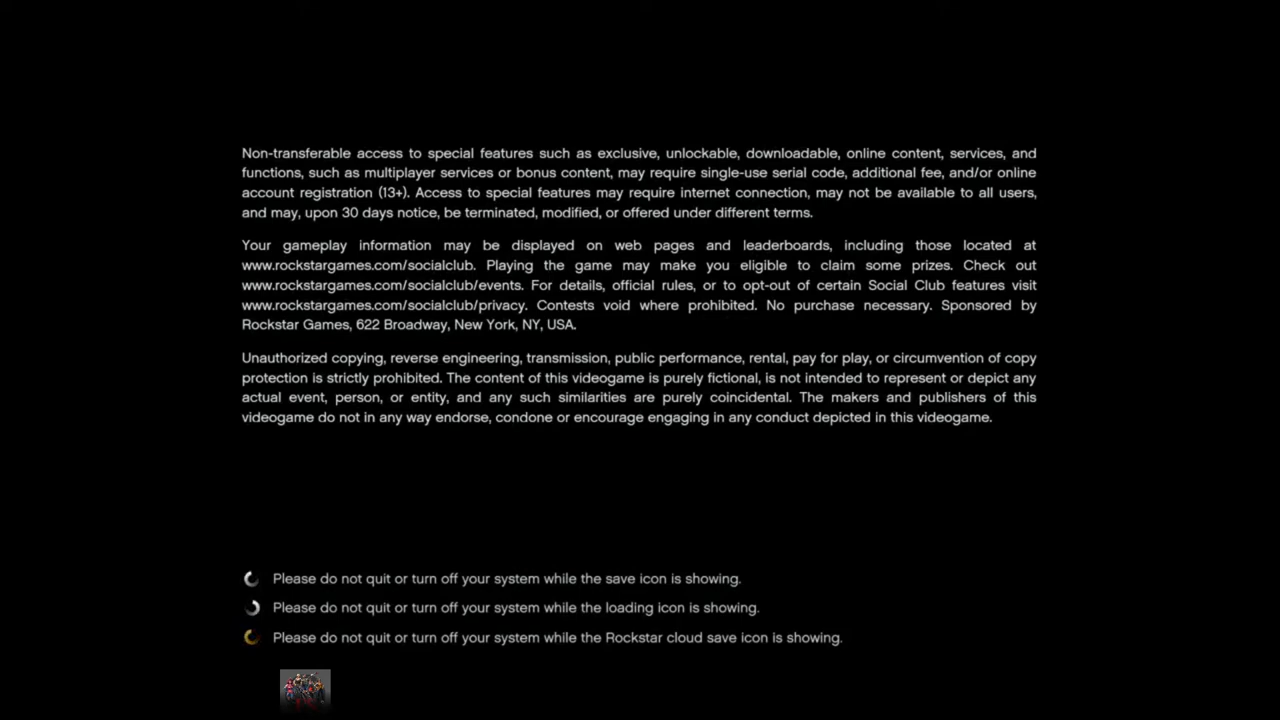 Non-transferable access to special features such as exclusive, unlockable, downloadable, online content, services, and
functions, such as multiplayer services or bonus content, may require single-use serial code, additional fee, and/or online
account registration (13+). Access to special features may require internet connection, may not be available to all users,
and may, upon 30 days notice, be terminated, modified, or offered under different terms.
Your gameplay information may be displayed on web pages and leaderboards, including those located at
www.rockstargames.com/socialclub. Playing the game may make you eligible to claim some prizes. Check out
www.rockstargames.com/socialclub/events. For details, official rules, or to opt-out of certain Social Club features visit
www.rockstargames.com/socialclub/privacy. Contests void where prohibited. No purchase necessary. Sponsored by
Rockstar Games, 622 Broadway, New York, NY, USA.
Unauthorized copying, reverse engineering, transmission, public performance, rental, pay for play, or circumvention of copy
protection is strictly prohibited. The content of this videogame is purely fictional, is not intended to represent or depict any
actual event, person, or entity, and any such similarities are purely coincidental. The makers and publishers of this
videogame do not in any way endorse, condone or encourage engaging in any conduct depicted in this videogame.
Please do not quit or turn off your system while the save icon is showing.
Please do not quit or turn off your system while the loading icon is showing.
Please do not quit or turn off your system while the Rockstar cloud save icon is showing.